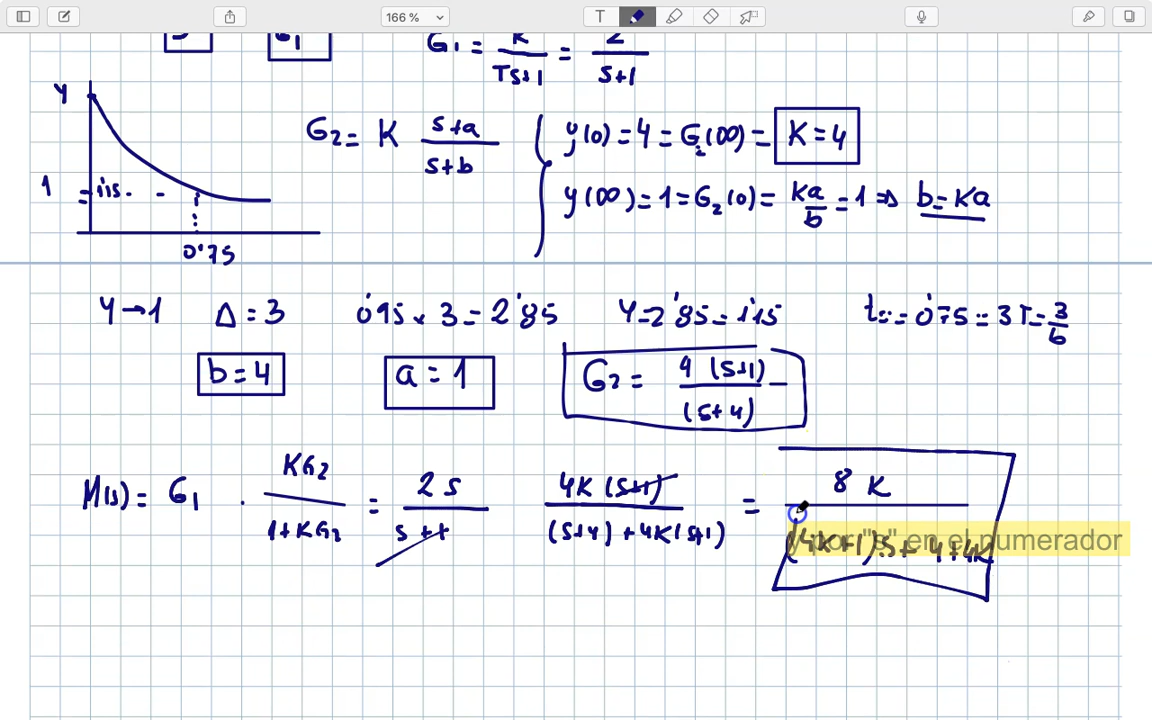 166 %
G₁ = K/(Ts+1) = 2/(s+1)
y
G₂ = K (s+a)/(s+b)
y(0) = 4 = G₂(∞) = K = 4
1
1'15
y(∞) = 1 = G₂(0) = Ka/b = 1 ⇒ b = Ka
0'75
Y→1 Δ = 3 0'95 x 3 = 2'85 Y = 2'85 = 1'15 t = 0'75 = 3T = 3/b
b = 4 a = 1 G₂ = 4 (s+1)/(s+4)
M(s) = G₁ · KG₂/(1+KG₂) = 2s/(s+1) 4K (s+1)/((s+4) + 4K(s+1)) = 8K/((4K+1)s + 4+4K)
y por "s" en el numerador